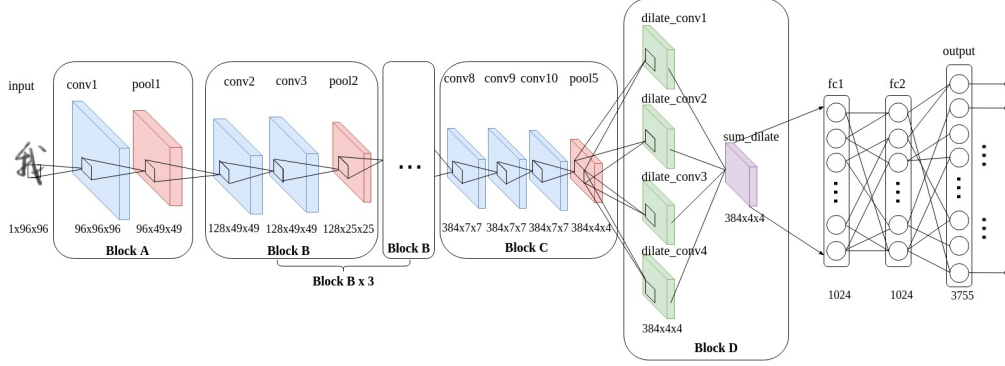 input
我
1x96x96
conv1
pool1
96x96x96
96x49x49
Block A
conv2
conv3
pool2
128x49x49
128x49x49
128x25x25
Block B
...
Block B
Block B x 3
conv8
conv9
conv10
pool5
384x7x7
384x7x7
384x7x7
384x4x4
Block C
dilate_conv1
dilate_conv2
dilate_conv3
dilate_conv4
384x4x4
sum_dilate
384x4x4
Block D
fc1
1024
fc2
1024
output
3755